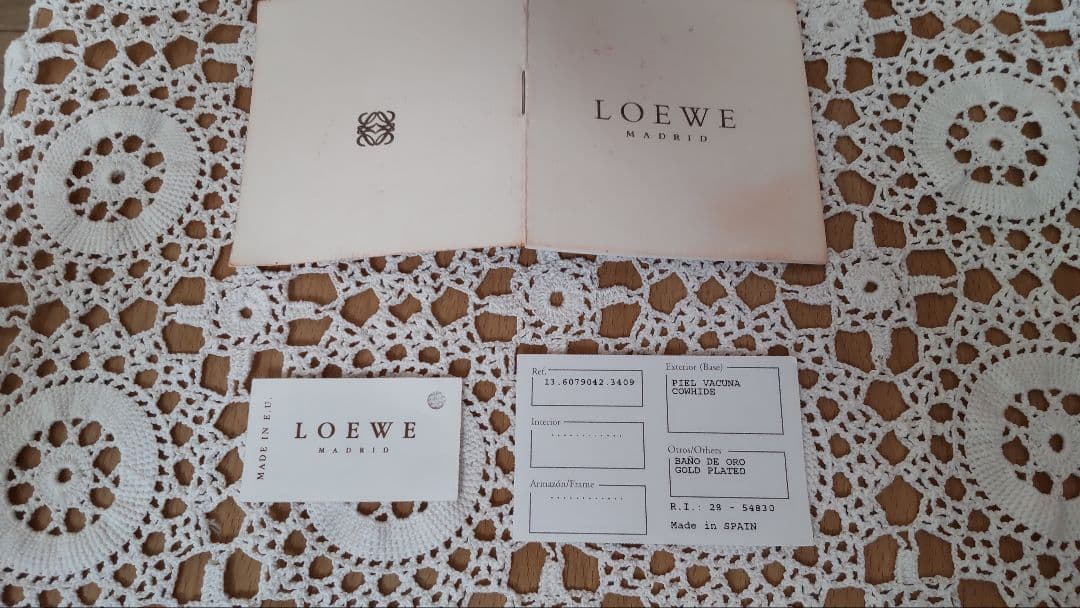 LOEWE
MADRID
MADE IN E.U.
LOEWE
MADRID
Ref.
13.6079042.3409
Interior
............
Armazón/Frame
............
Exterior (Base)
PIEL VACUNA
COWHIDE
Otros/Others
BAÑO DE ORO
GOLD PLATED
R.I.: 28 - 54830
Made in SPAIN